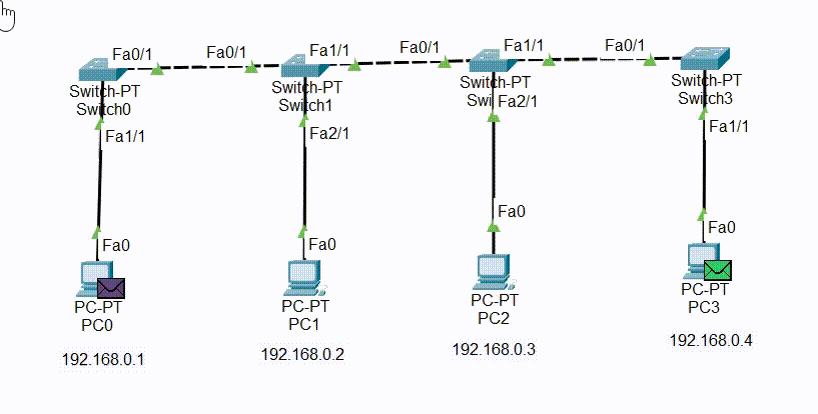 Fa0/1
Fa0/1
Fa1/1
Fa0/1
Fa1/1
Fa0/1
Switch-PT
Switch0
Switch-PT
Switch1
Switch-PT
Fa2/1
Switch-PT
Switch3
Fa1/1
Fa2/1
Fa1/1
Fa0
Fa0
Fa0
Fa0
PC-PT
PC0
PC-PT
PC1
PC-PT
PC2
PC-PT
PC3
192.168.0.1
192.168.0.2
192.168.0.3
192.168.0.4